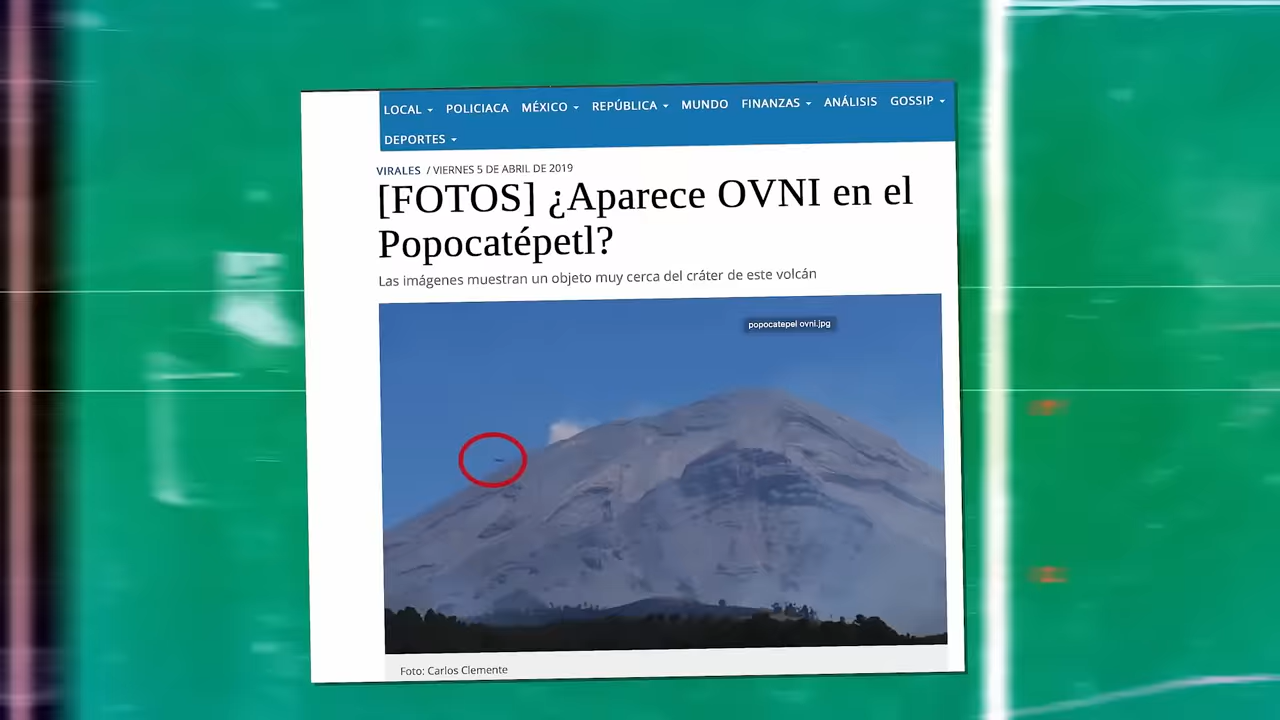 LOCAL POLICIACA MÉXICO REPÚBLICA MUNDO FINANZAS ANÁLISIS GOSSIP
DEPORTES
VIRALES / VIERNES 5 DE ABRIL DE 2019
[FOTOS] ¿Aparece OVNI en el
Popocatépetl?
Las imágenes muestran un objeto muy cerca del cráter de este volcán
popocatepel ovni.jpg
Foto: Carlos Clemente